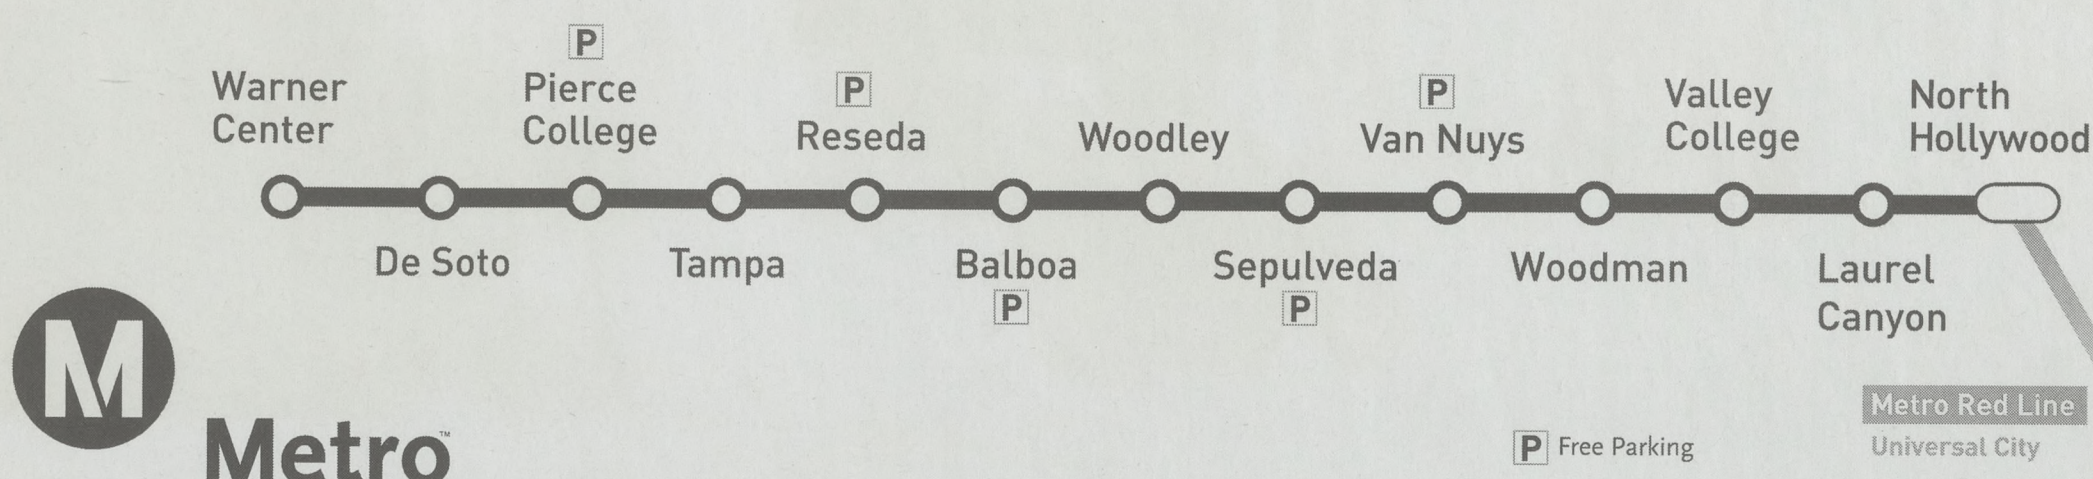 Warner
Center
De Soto
P
Pierce
College
Tampa
P
Reseda
Balboa
P
Woodley
Sepulveda
P
P
Van Nuys
Woodman
Valley
College
Laurel
Canyon
North
Hollywood
Metro Red Line
Universal City
P Free Parking
M
Metro™